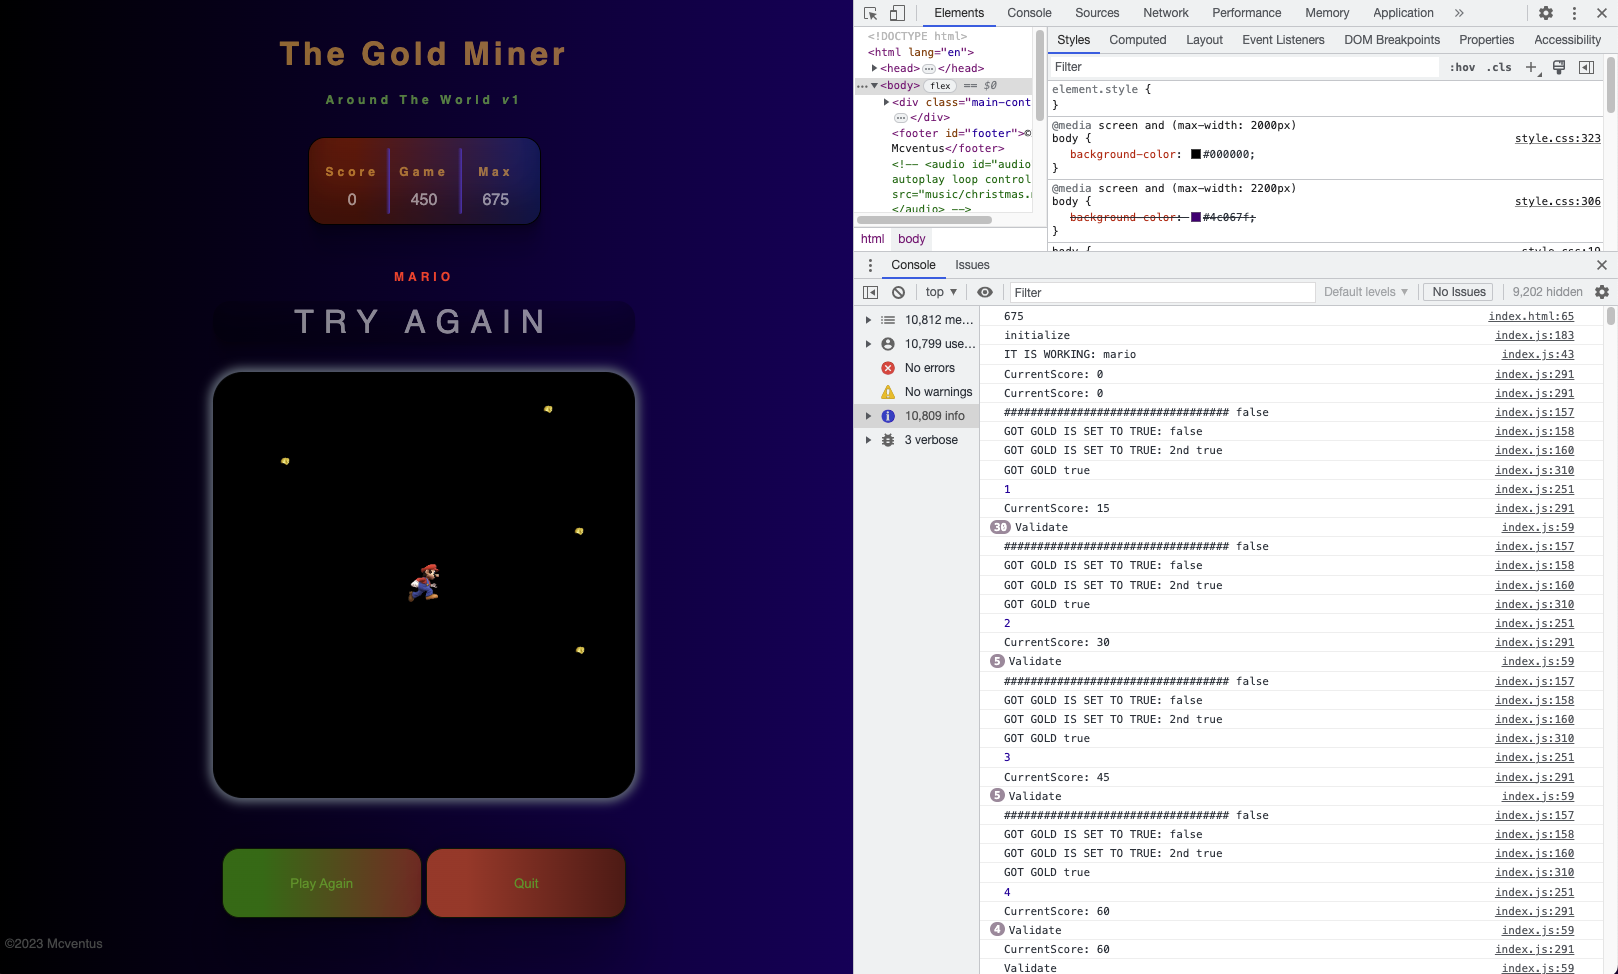 The Gold Miner
Around The World v1
Score Game Max
0 450 675
MARIO
TRY AGAIN
Play Again Quit
©2023 Mcventus
Elements Console Sources Network Performance Memory Application »
<!DOCTYPE html>
<html lang="en">
<head> ⋯ </head>
<body> flex == $0
<div class="main-cont
⋯ </div>
<footer id="footer">©
Mcventus</footer>
<!-- <audio id="audio
autoplay loop control
src="music/christmas.
</audio> -->
html body
Styles Computed Layout Event Listeners DOM Breakpoints Properties Accessibility
Filter :hov .cls +
element.style {
}
@media screen and (max-width: 2000px)
body { style.css:323
background-color: #000000;
}
@media screen and (max-width: 2200px)
body { style.css:306
background-color: #4c067f;
}
body { style.css:19
Console Issues
top Filter Default levels No Issues 9,202 hidden
10,812 me…
10,799 use…
No errors
No warnings
10,809 info
3 verbose
675 index.html:65
initialize index.js:183
IT IS WORKING: mario index.js:43
CurrentScore: 0 index.js:291
CurrentScore: 0 index.js:291
################################## false index.js:157
GOT GOLD IS SET TO TRUE: false index.js:158
GOT GOLD IS SET TO TRUE: 2nd true index.js:160
GOT GOLD true index.js:310
1 index.js:251
CurrentScore: 15 index.js:291
30 Validate index.js:59
################################## false index.js:157
GOT GOLD IS SET TO TRUE: false index.js:158
GOT GOLD IS SET TO TRUE: 2nd true index.js:160
GOT GOLD true index.js:310
2 index.js:251
CurrentScore: 30 index.js:291
5 Validate index.js:59
################################## false index.js:157
GOT GOLD IS SET TO TRUE: false index.js:158
GOT GOLD IS SET TO TRUE: 2nd true index.js:160
GOT GOLD true index.js:310
3 index.js:251
CurrentScore: 45 index.js:291
5 Validate index.js:59
################################## false index.js:157
GOT GOLD IS SET TO TRUE: false index.js:158
GOT GOLD IS SET TO TRUE: 2nd true index.js:160
GOT GOLD true index.js:310
4 index.js:251
CurrentScore: 60 index.js:291
4 Validate index.js:59
CurrentScore: 60 index.js:291
Validate index.js:59